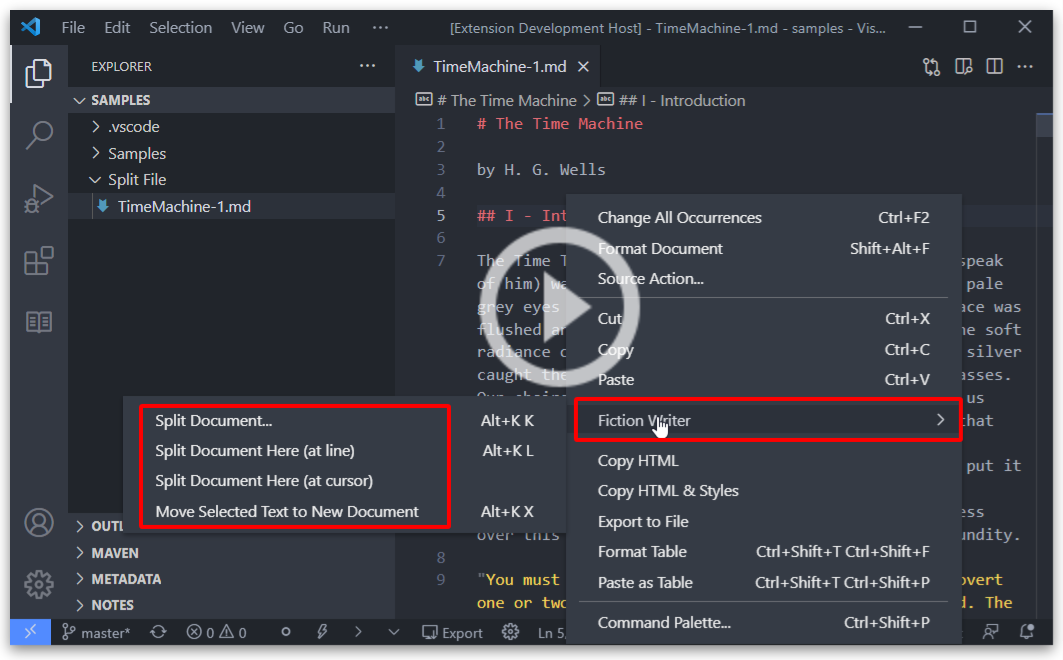 File Edit Selection View Go Run ··· [Extension Development Host] - TimeMachine-1.md - samples - Vis...
EXPLORER ···
TimeMachine-1.md
SAMPLES
.vscode
Samples
Split File
TimeMachine-1.md
# The Time Machine > ## I - Introduction
1 # The Time Machine
2
3 by H. G. Wells
4
5 ## I - Int
6
7 The Time T speak
of him) wa pale
grey eyes ace was
flushed an he soft
radiance o silver
caught the asses.
Our chairs us
that
put it
ess
over this undity.
8
9 "You must overt
one or two d. The
Change All Occurrences Ctrl+F2
Format Document Shift+Alt+F
Source Action...
Cut Ctrl+X
Copy Ctrl+C
Paste Ctrl+V
Fiction Writer >
Copy HTML
Copy HTML & Styles
Export to File
Format Table Ctrl+Shift+T Ctrl+Shift+F
Paste as Table Ctrl+Shift+T Ctrl+Shift+P
Command Palette... Ctrl+Shift+P
Split Document... Alt+K K
Split Document Here (at line) Alt+K L
Split Document Here (at cursor)
Move Selected Text to New Document Alt+K X
OUTL
MAVEN
METADATA
NOTES
master* 0 0 Export Ln 5,